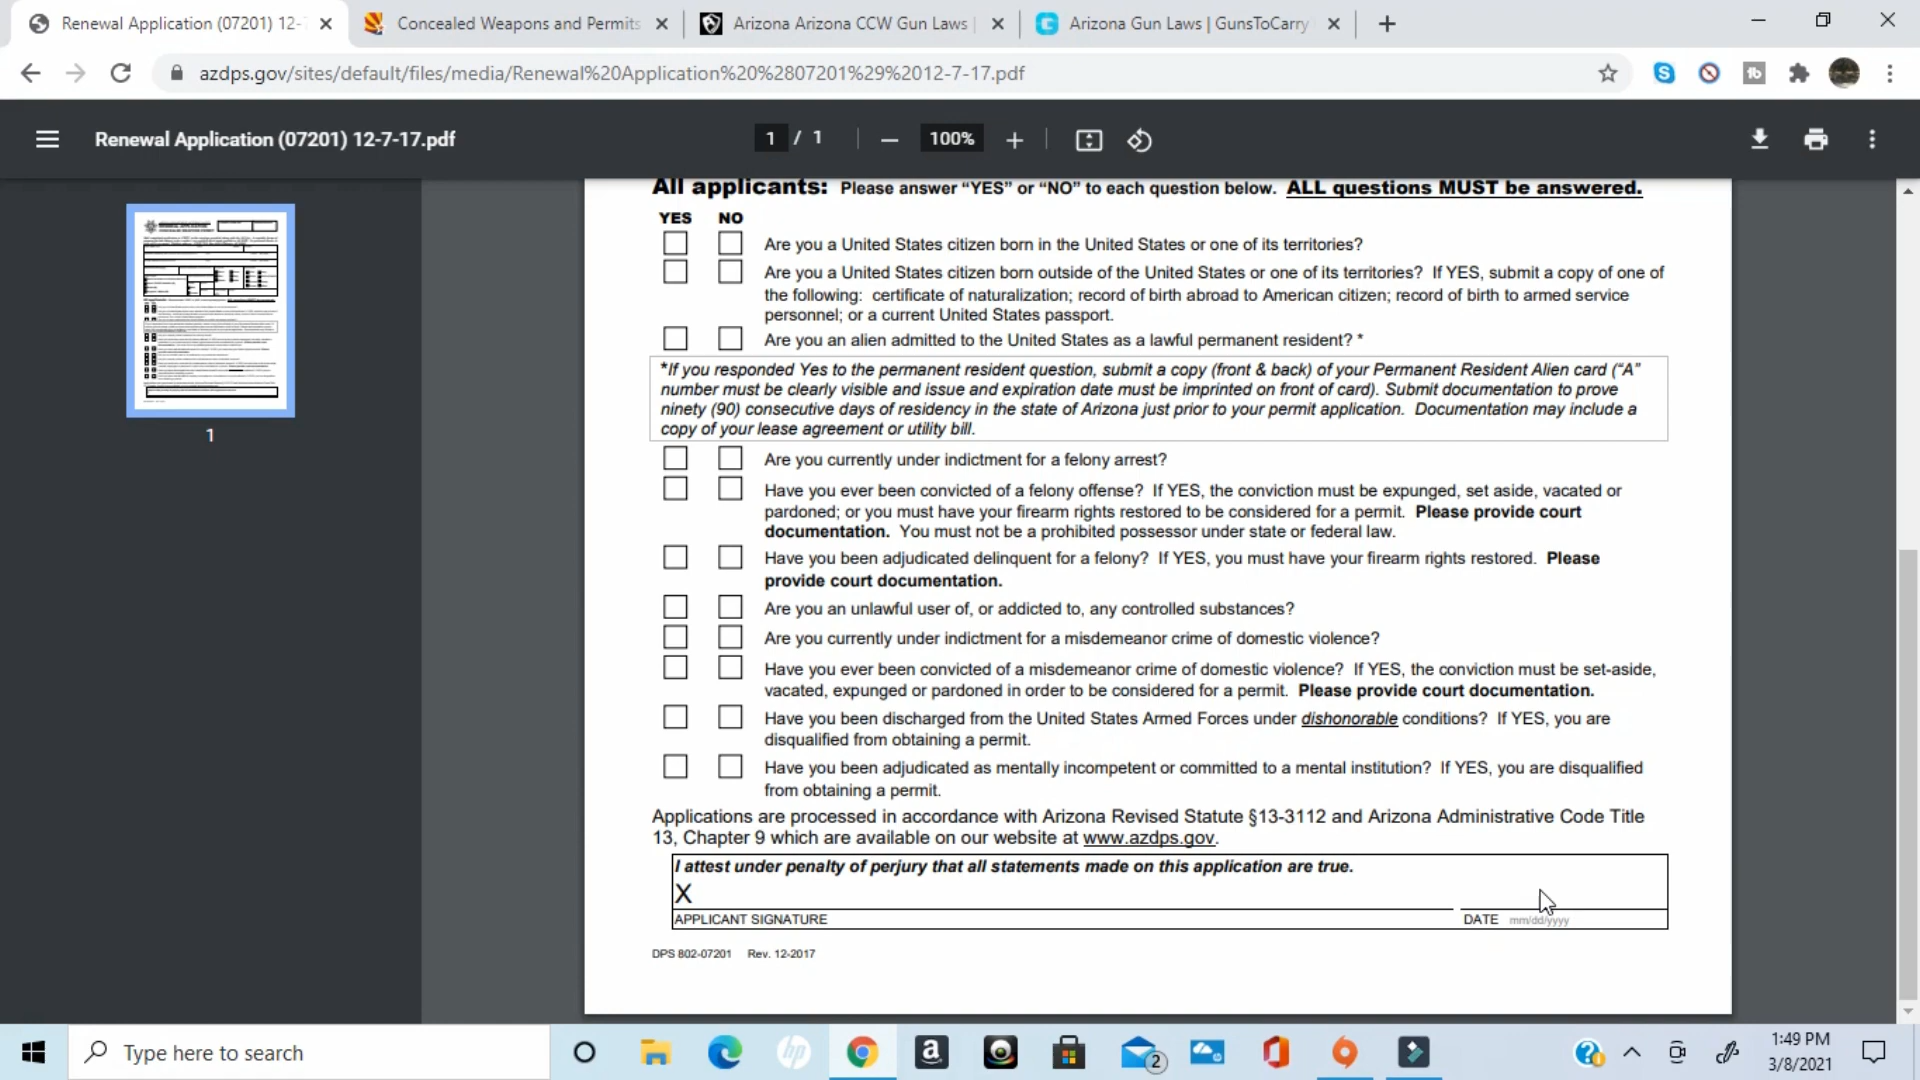 Renewal Application (07201) 12-
Concealed Weapons and Permits
Arizona Arizona CCW Gun Laws |
Arizona Gun Laws | GunsToCarry
azdps.gov/sites/default/files/media/Renewal%20Application%20%2807201%29%2012-7-17.pdf
Renewal Application (07201) 12-7-17.pdf
1 / 1
100%
All applicants: Please answer “YES” or “NO” to each question below. ALL questions MUST be answered.
YES NO
Are you a United States citizen born in the United States or one of its territories?
Are you a United States citizen born outside of the United States or one of its territories? If YES, submit a copy of one of
the following: certificate of naturalization; record of birth abroad to American citizen; record of birth to armed service
personnel; or a current United States passport.
Are you an alien admitted to the United States as a lawful permanent resident? *
*If you responded Yes to the permanent resident question, submit a copy (front & back) of your Permanent Resident Alien card (“A”
number must be clearly visible and issue and expiration date must be imprinted on front of card). Submit documentation to prove
ninety (90) consecutive days of residency in the state of Arizona just prior to your permit application. Documentation may include a
copy of your lease agreement or utility bill.
1
Are you currently under indictment for a felony arrest?
Have you ever been convicted of a felony offense? If YES, the conviction must be expunged, set aside, vacated or
pardoned; or you must have your firearm rights restored to be considered for a permit. Please provide court
documentation. You must not be a prohibited possessor under state or federal law.
Have you been adjudicated delinquent for a felony? If YES, you must have your firearm rights restored. Please
provide court documentation.
Are you an unlawful user of, or addicted to, any controlled substances?
Are you currently under indictment for a misdemeanor crime of domestic violence?
Have you ever been convicted of a misdemeanor crime of domestic violence? If YES, the conviction must be set-aside,
vacated, expunged or pardoned in order to be considered for a permit. Please provide court documentation.
Have you been discharged from the United States Armed Forces under dishonorable conditions? If YES, you are
disqualified from obtaining a permit.
Have you been adjudicated as mentally incompetent or committed to a mental institution? If YES, you are disqualified
from obtaining a permit.
Applications are processed in accordance with Arizona Revised Statute §13-3112 and Arizona Administrative Code Title
13, Chapter 9 which are available on our website at www.azdps.gov.
I attest under penalty of perjury that all statements made on this application are true.
X
APPLICANT SIGNATURE DATE mm/dd/yyyy
DPS 802-07201 Rev. 12-2017
Type here to search
hp
a
2
1:49 PM
3/8/2021